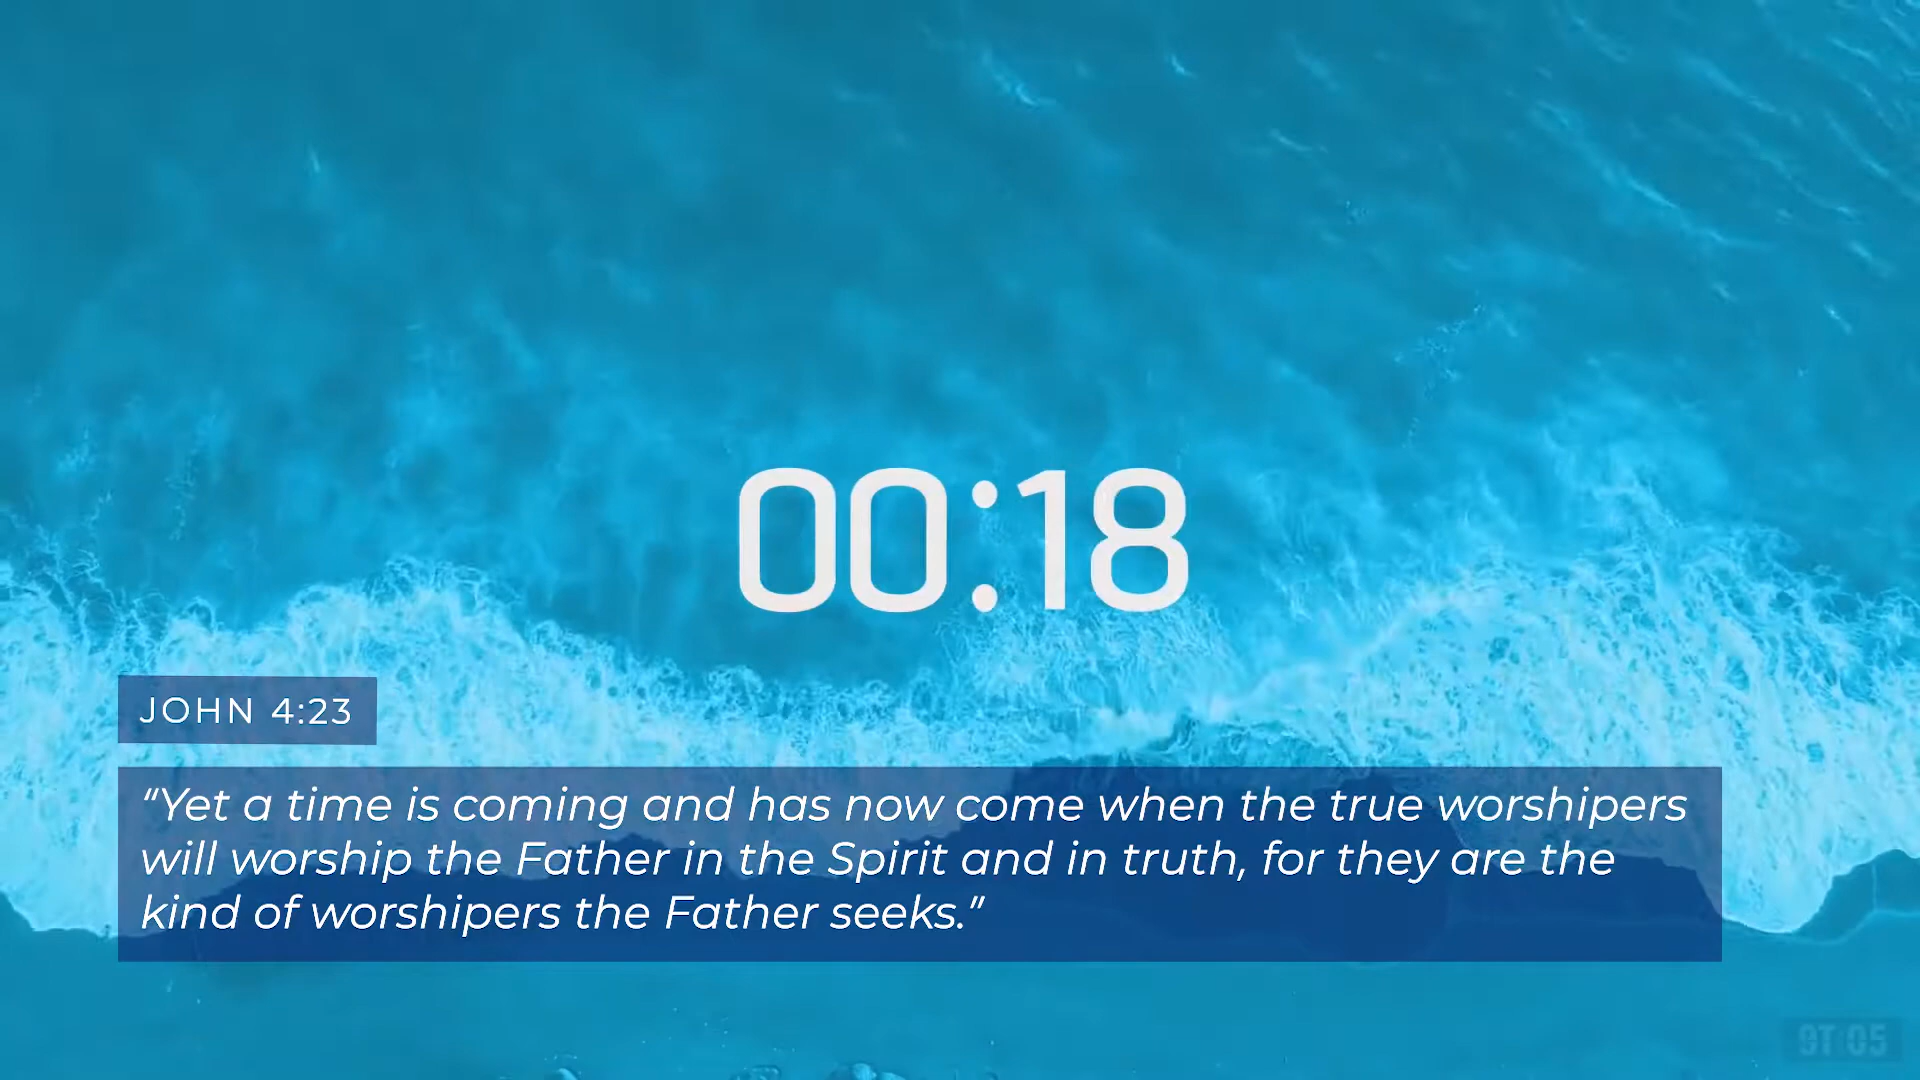 00:18
JOHN 4:23
“Yet a time is coming and has now come when the true worshipers
will worship the Father in the Spirit and in truth, for they are the
kind of worshipers the Father seeks.”